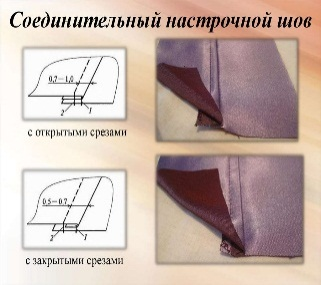 Соединительный настрочной шов
0,2–1,0
2 1
с открытыми срезами
0,5–0,7
2 1
с закрытыми срезами